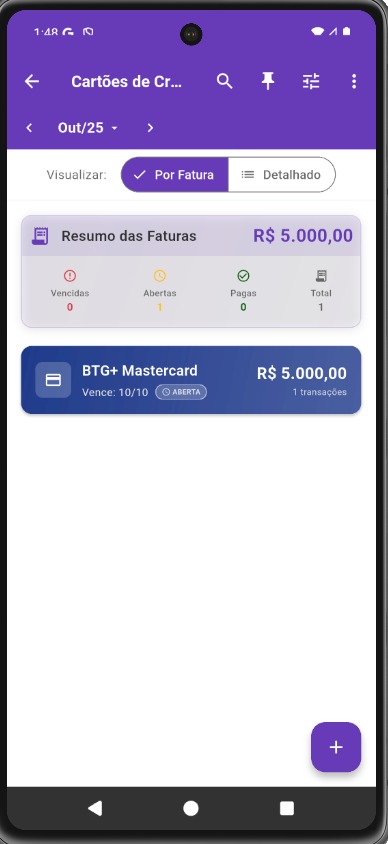 1:48
Cartões de Cr...
Out/25
Visualizar:
Por Fatura
Detalhado
Resumo das Faturas
R$ 5.000,00
Vencidas
Abertas
Pagas
Total
0
1
0
1
BTG+ Mastercard
R$ 5.000,00
Vence: 10/10
ABERTA
1 transações